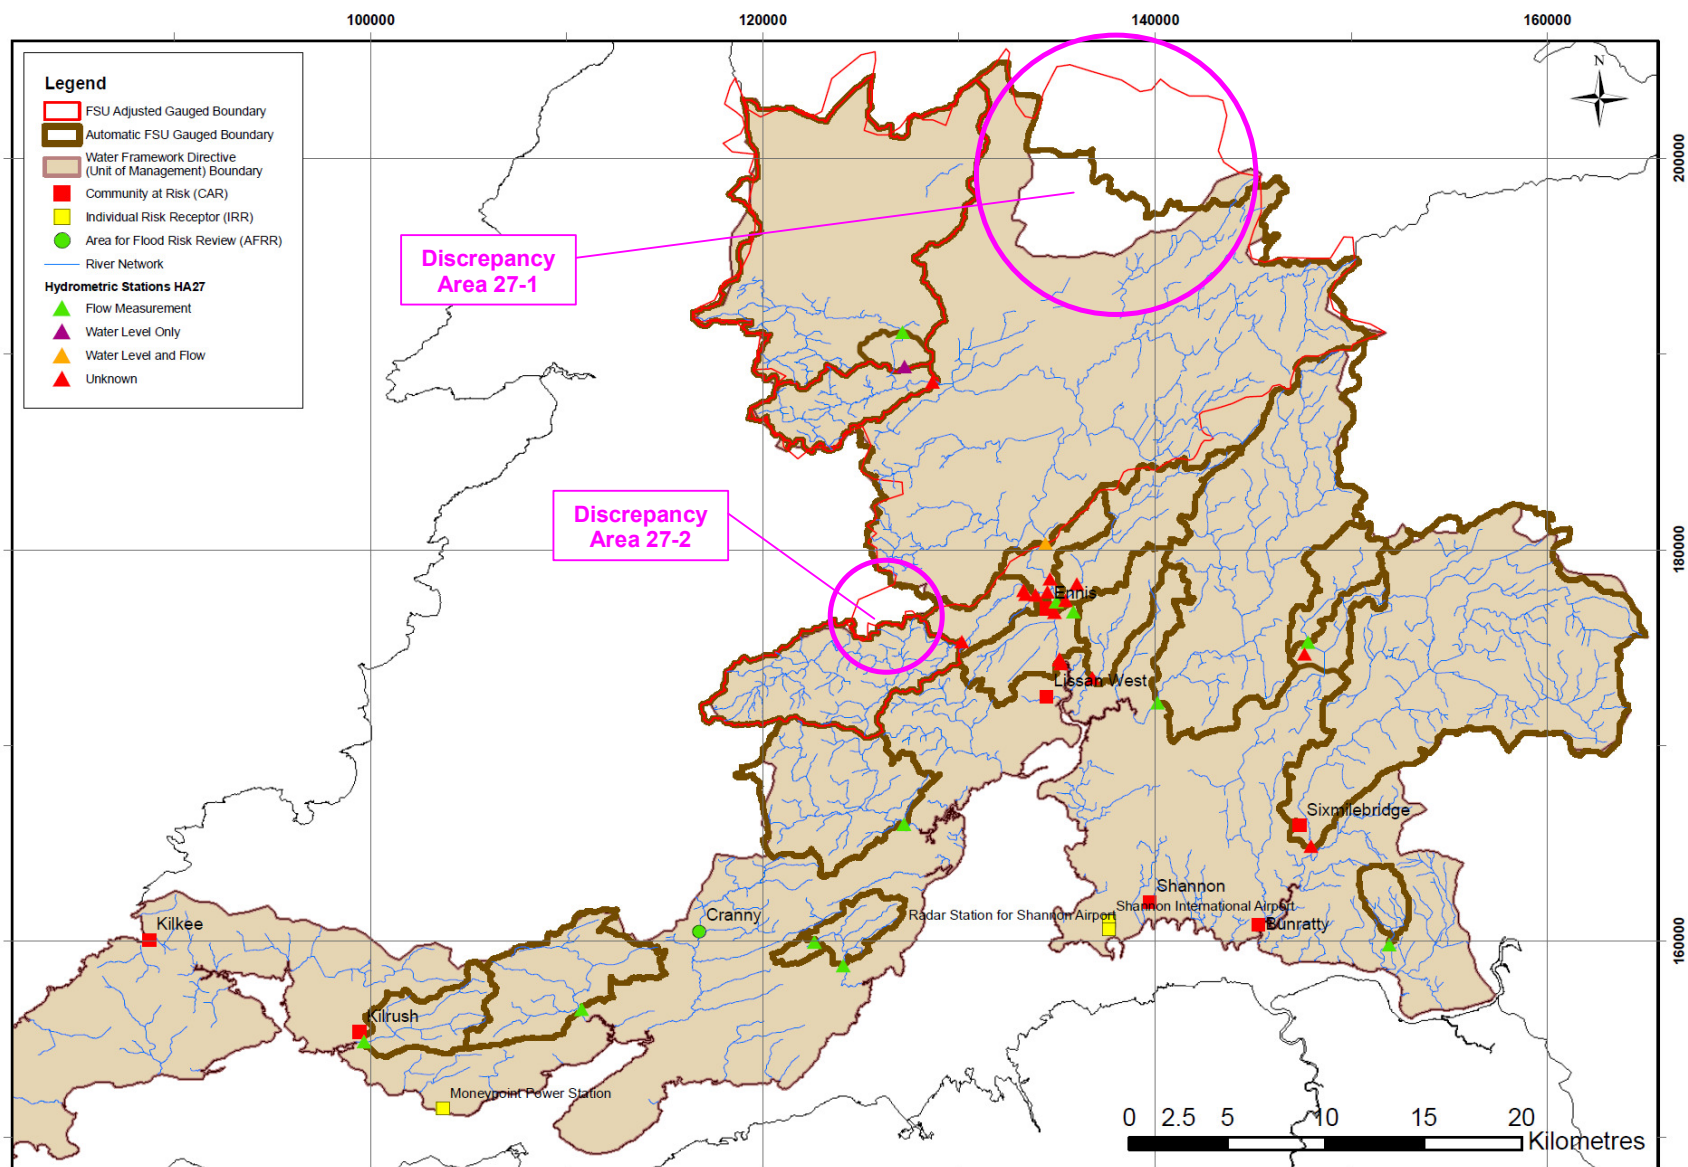 100000
120000
140000
160000
N
Legend
FSU Adjusted Gauged Boundary
Automatic FSU Gauged Boundary
Water Framework Directive
(Unit of Management) Boundary
Community at Risk (CAR)
Individual Risk Receptor (IRR)
Area for Flood Risk Review (AFRR)
River Network
Hydrometric Stations HA27
Flow Measurement
Water Level Only
Water Level and Flow
Unknown
200000
Discrepancy
Area 27-1
Discrepancy
Area 27-2
180000
Ennis
Lissan West
Sixmilebridge
Shannon
Shannon International Airport
Radar Station for Shannon Airport
Bunratty
Cranny
Kilkee
160000
Kilrush
Moneypoint Power Station
0 2.5 5 10 15 20
Kilometres